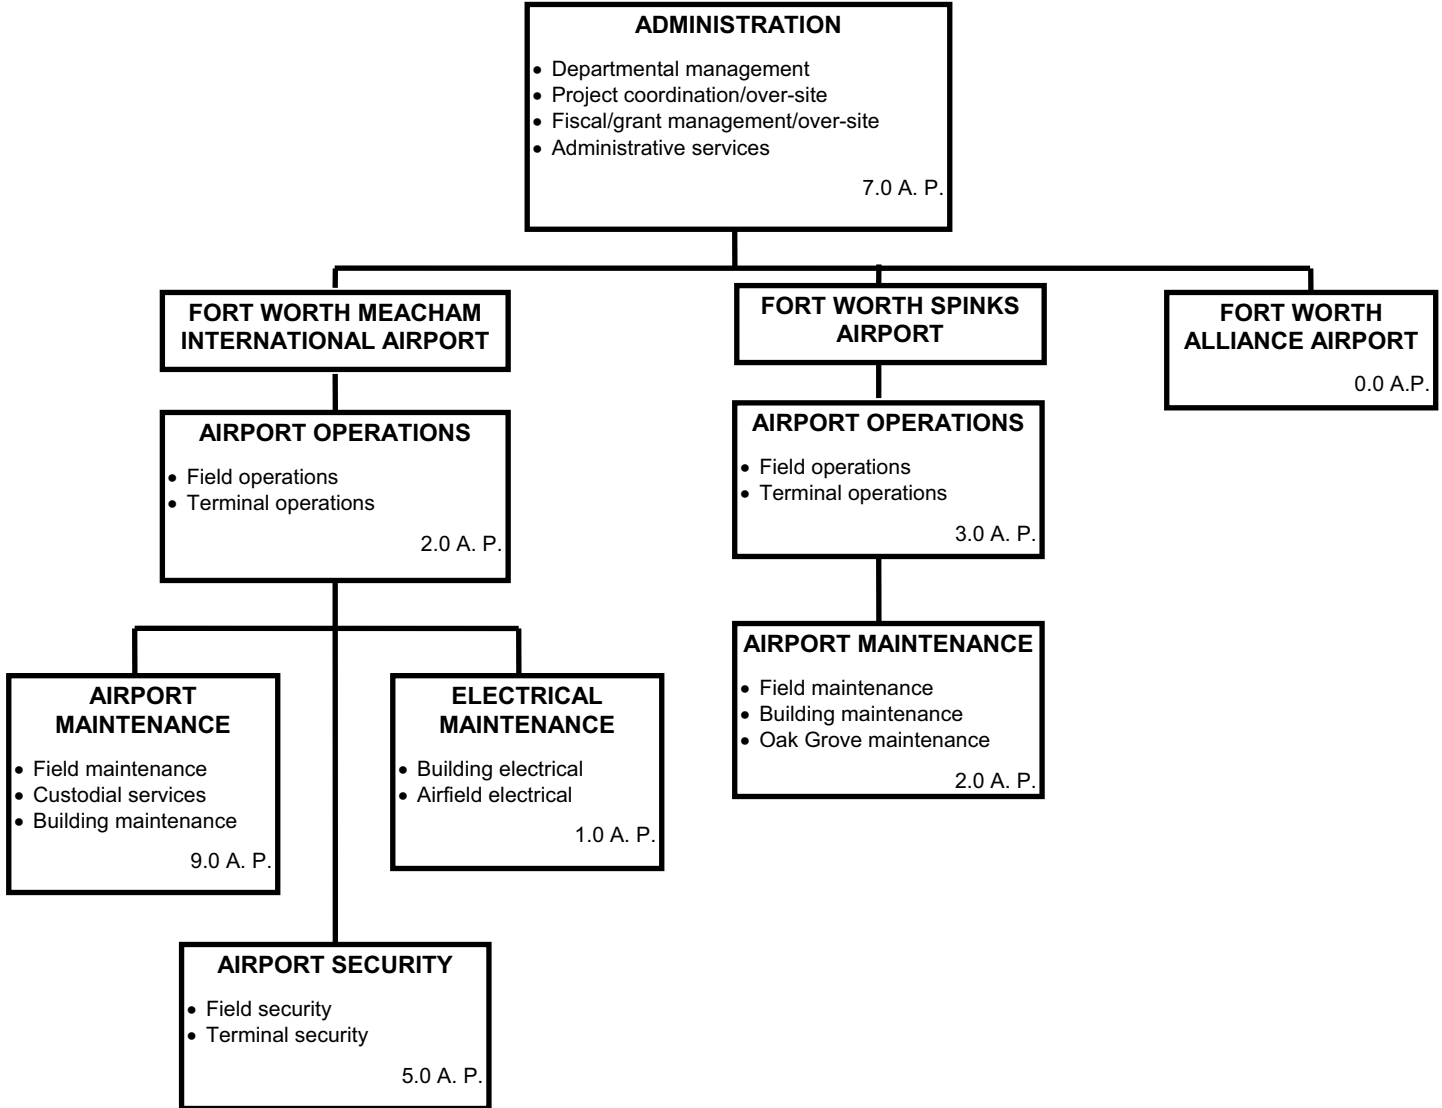 ADMINISTRATION
• Departmental management
• Project coordination/over-site
• Fiscal/grant management/over-site
• Administrative services
7.0 A. P.
FORT WORTH MEACHAM
INTERNATIONAL AIRPORT
FORT WORTH SPINKS
AIRPORT
FORT WORTH
ALLIANCE AIRPORT
0.0 A.P.
AIRPORT OPERATIONS
• Field operations
• Terminal operations
2.0 A. P.
AIRPORT OPERATIONS
• Field operations
• Terminal operations
3.0 A. P.
AIRPORT
MAINTENANCE
• Field maintenance
• Custodial services
• Building maintenance
9.0 A. P.
ELECTRICAL
MAINTENANCE
• Building electrical
• Airfield electrical
1.0 A. P.
AIRPORT MAINTENANCE
• Field maintenance
• Building maintenance
• Oak Grove maintenance
2.0 A. P.
AIRPORT SECURITY
• Field security
• Terminal security
5.0 A. P.